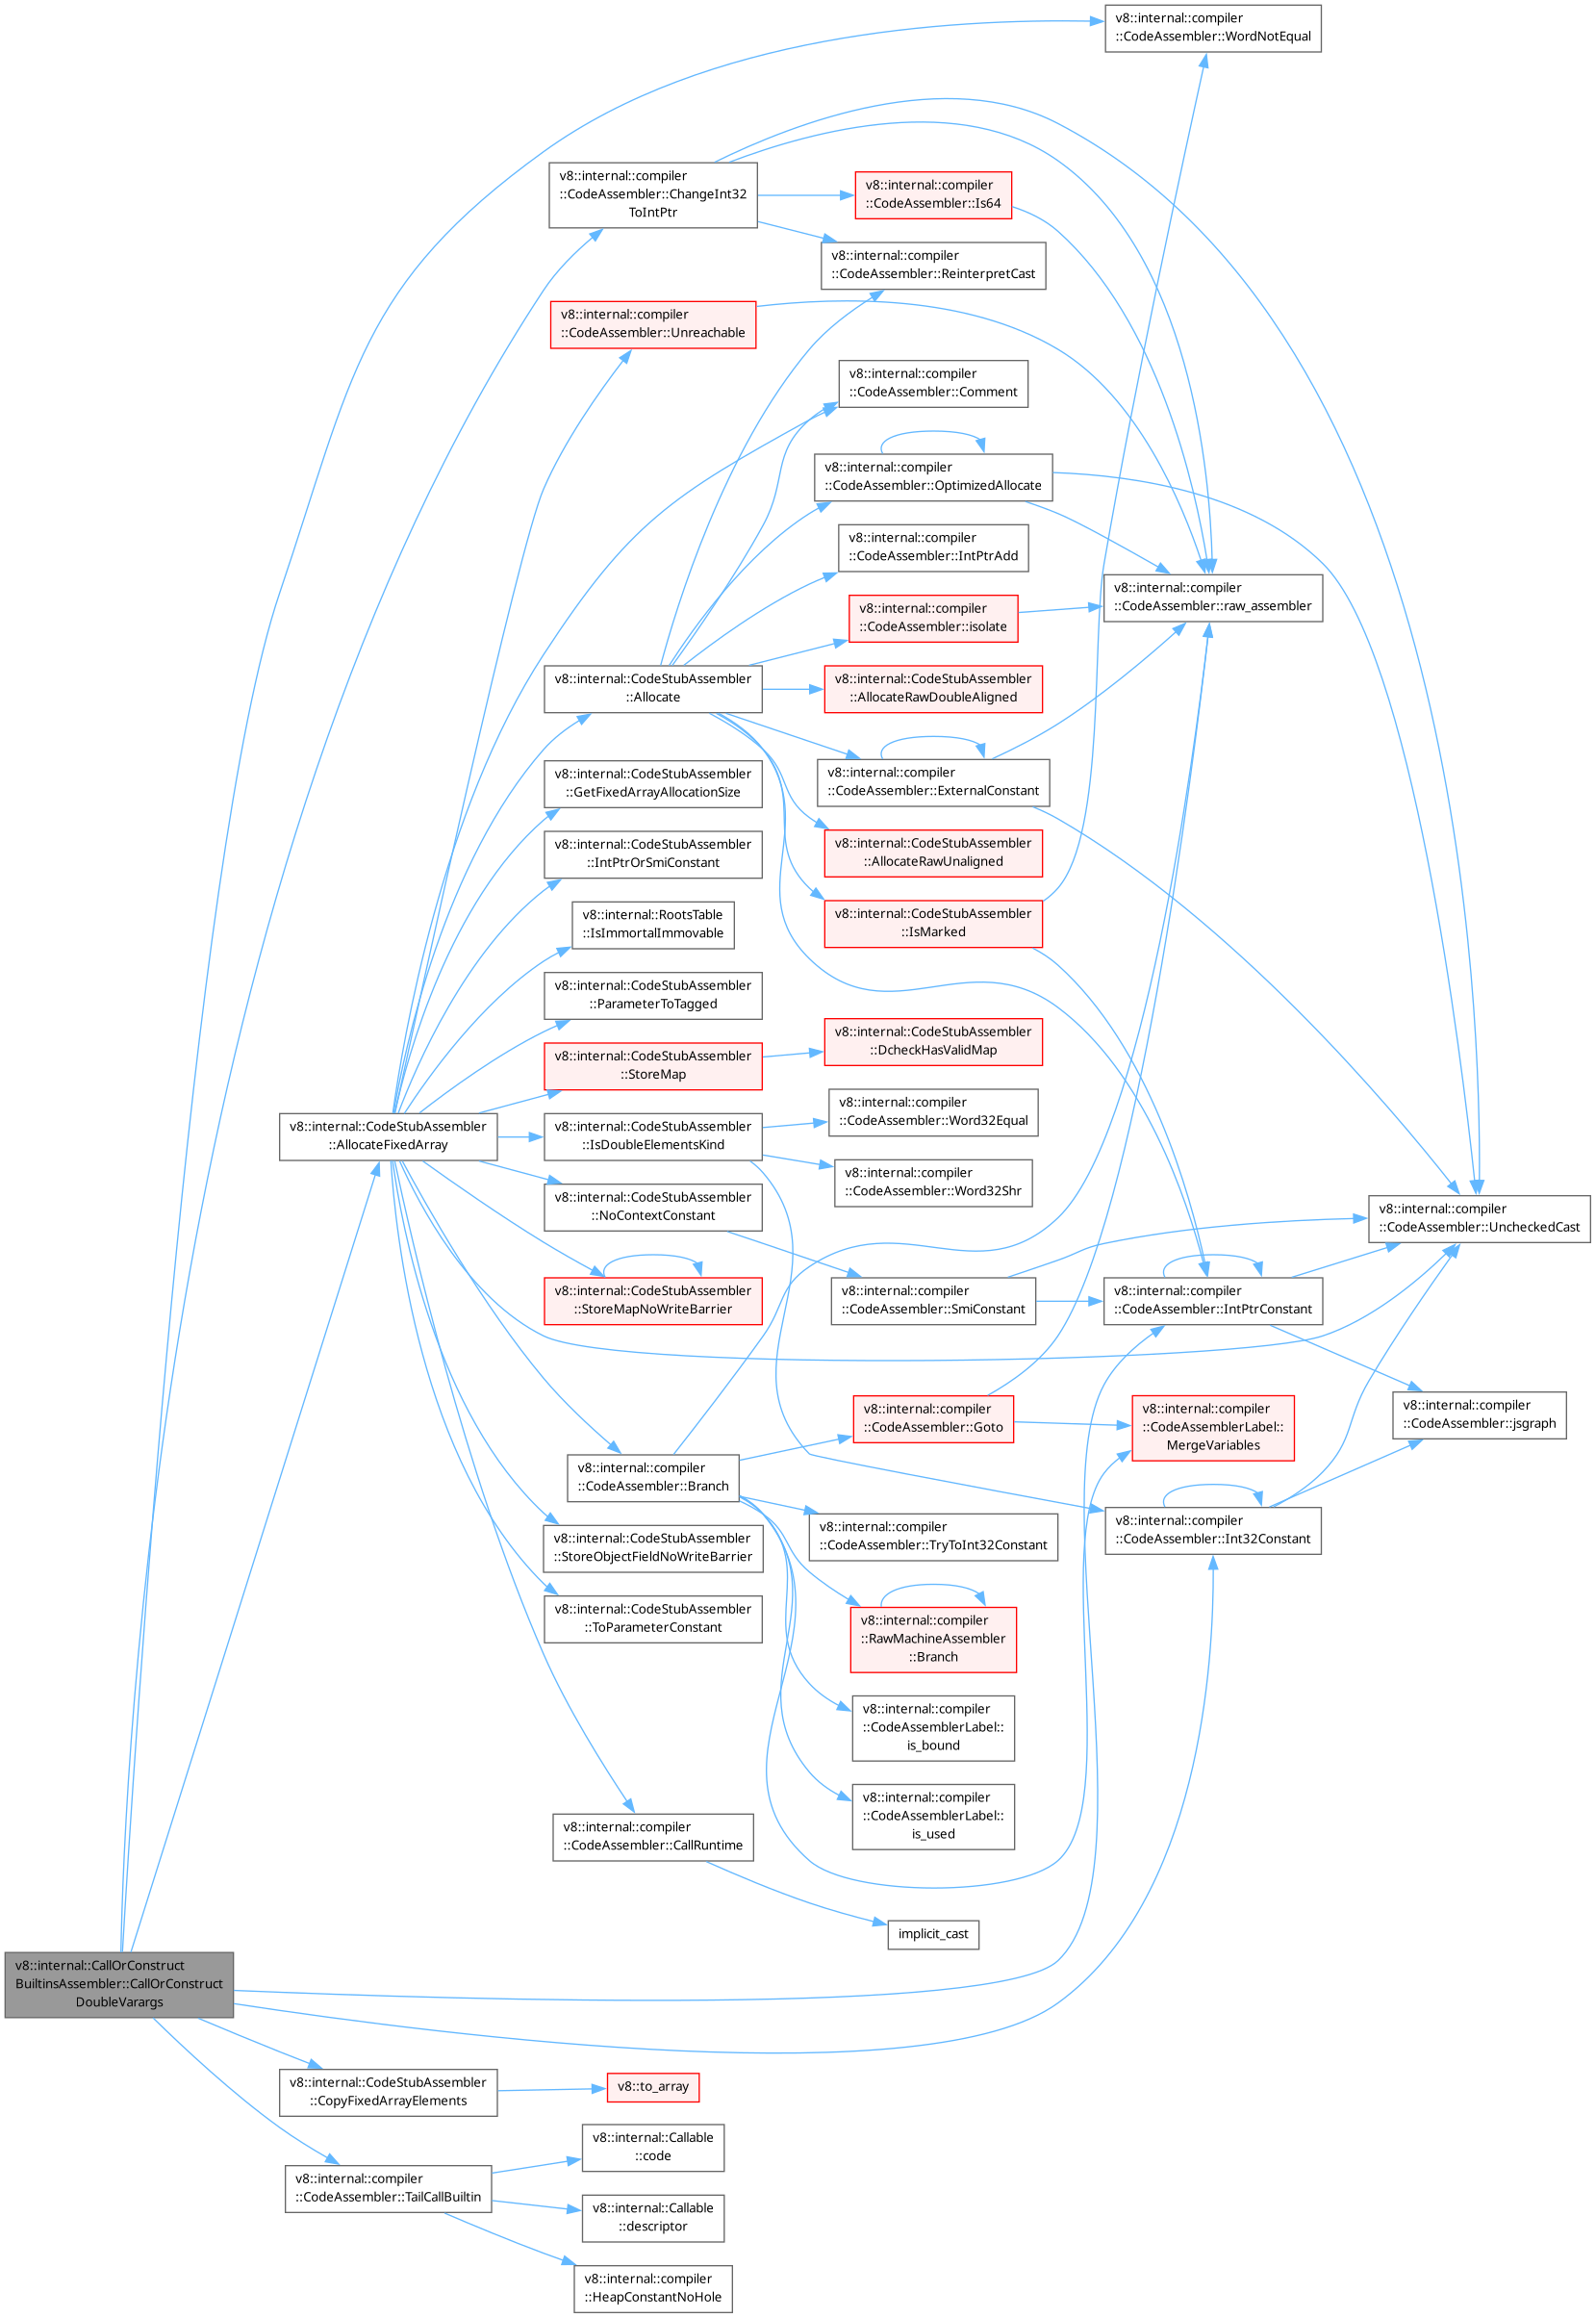 v8::internal::compiler
::CodeAssembler::WordNotEqual
v8::internal::compiler
::CodeAssembler::ChangeInt32
ToIntPtr
v8::internal::compiler
::CodeAssembler::Is64
v8::internal::compiler
::CodeAssembler::ReinterpretCast
v8::internal::compiler
::CodeAssembler::Unreachable
v8::internal::compiler
::CodeAssembler::Comment
v8::internal::compiler
::CodeAssembler::OptimizedAllocate
v8::internal::compiler
::CodeAssembler::IntPtrAdd
v8::internal::compiler
::CodeAssembler::raw_assembler
v8::internal::compiler
::CodeAssembler::isolate
v8::internal::CodeStubAssembler
::Allocate
v8::internal::CodeStubAssembler
::AllocateRawDoubleAligned
v8::internal::CodeStubAssembler
::GetFixedArrayAllocationSize
v8::internal::compiler
::CodeAssembler::ExternalConstant
v8::internal::CodeStubAssembler
::IntPtrOrSmiConstant
v8::internal::CodeStubAssembler
::AllocateRawUnaligned
v8::internal::RootsTable
::IsImmortalImmovable
v8::internal::CodeStubAssembler
::IsMarked
v8::internal::CodeStubAssembler
::ParameterToTagged
v8::internal::CodeStubAssembler
::StoreMap
v8::internal::CodeStubAssembler
::DcheckHasValidMap
v8::internal::CodeStubAssembler
::AllocateFixedArray
v8::internal::CodeStubAssembler
::IsDoubleElementsKind
v8::internal::compiler
::CodeAssembler::Word32Equal
v8::internal::compiler
::CodeAssembler::Word32Shr
v8::internal::CodeStubAssembler
::NoContextConstant
v8::internal::compiler
::CodeAssembler::UncheckedCast
v8::internal::CodeStubAssembler
::StoreMapNoWriteBarrier
v8::internal::compiler
::CodeAssembler::SmiConstant
v8::internal::compiler
::CodeAssembler::IntPtrConstant
v8::internal::compiler
::CodeAssembler::Goto
v8::internal::compiler
::CodeAssemblerLabel::
MergeVariables
v8::internal::compiler
::CodeAssembler::jsgraph
v8::internal::compiler
::CodeAssembler::Branch
v8::internal::compiler
::CodeAssembler::TryToInt32Constant
v8::internal::compiler
::CodeAssembler::Int32Constant
v8::internal::CodeStubAssembler
::StoreObjectFieldNoWriteBarrier
v8::internal::CodeStubAssembler
::ToParameterConstant
v8::internal::compiler
::RawMachineAssembler
::Branch
v8::internal::compiler
::CodeAssemblerLabel::
is_bound
v8::internal::compiler
::CodeAssemblerLabel::
is_used
v8::internal::compiler
::CodeAssembler::CallRuntime
implicit_cast
v8::internal::CallOrConstruct
BuiltinsAssembler::CallOrConstruct
DoubleVarargs
v8::internal::CodeStubAssembler
::CopyFixedArrayElements
v8::to_array
v8::internal::Callable
::code
v8::internal::compiler
::CodeAssembler::TailCallBuiltin
v8::internal::Callable
::descriptor
v8::internal::compiler
::HeapConstantNoHole